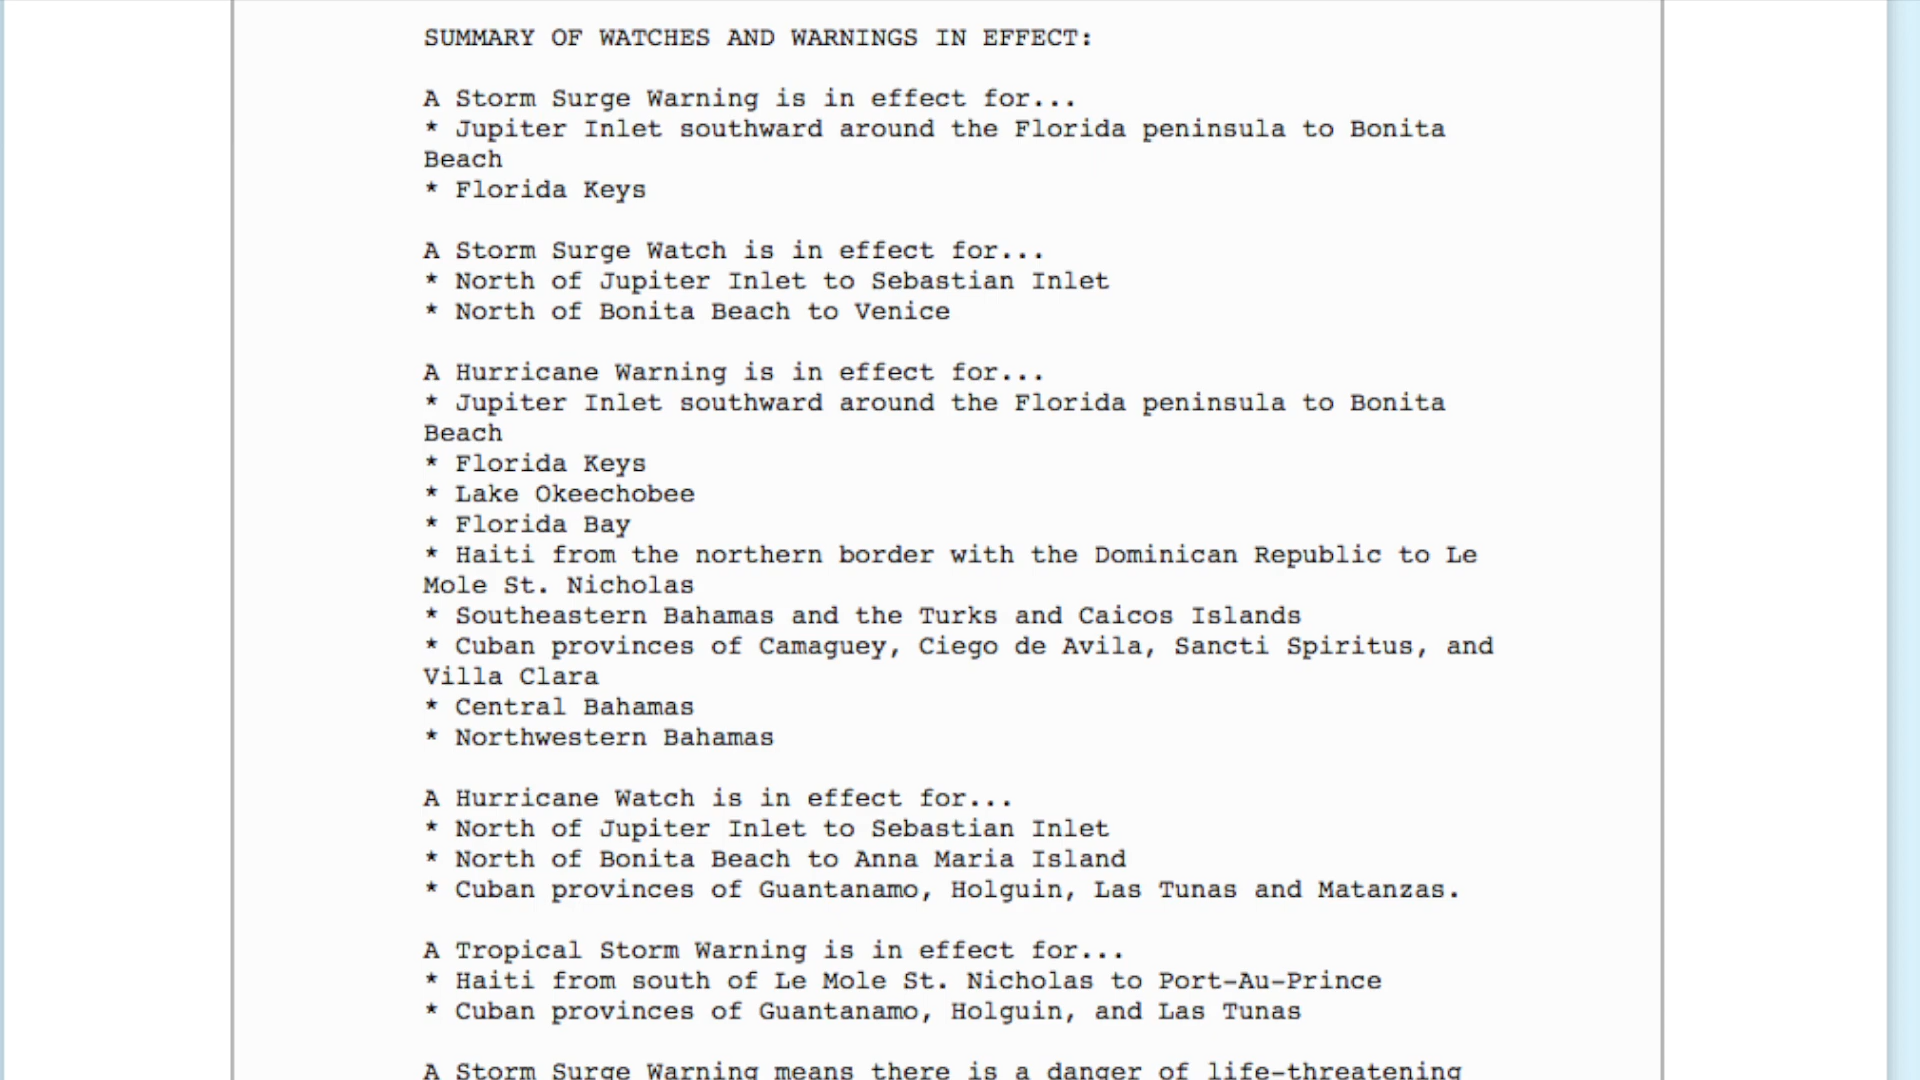 SUMMARY OF WATCHES AND WARNINGS IN EFFECT:
A Storm Surge Warning is in effect for...
* Jupiter Inlet southward around the Florida peninsula to Bonita
Beach
* Florida Keys
A Storm Surge Watch is in effect for...
* North of Jupiter Inlet to Sebastian Inlet
* North of Bonita Beach to Venice
A Hurricane Warning is in effect for...
* Jupiter Inlet southward around the Florida peninsula to Bonita
Beach
* Florida Keys
* Lake Okeechobee
* Florida Bay
* Haiti from the northern border with the Dominican Republic to Le
Mole St. Nicholas
* Southeastern Bahamas and the Turks and Caicos Islands
* Cuban provinces of Camaguey, Ciego de Avila, Sancti Spiritus, and
Villa Clara
* Central Bahamas
* Northwestern Bahamas
A Hurricane Watch is in effect for...
* North of Jupiter Inlet to Sebastian Inlet
* North of Bonita Beach to Anna Maria Island
* Cuban provinces of Guantanamo, Holguin, Las Tunas and Matanzas.
A Tropical Storm Warning is in effect for...
* Haiti from south of Le Mole St. Nicholas to Port-Au-Prince
* Cuban provinces of Guantanamo, Holguin, and Las Tunas
A Storm Surge Warning means there is a danger of life-threatening